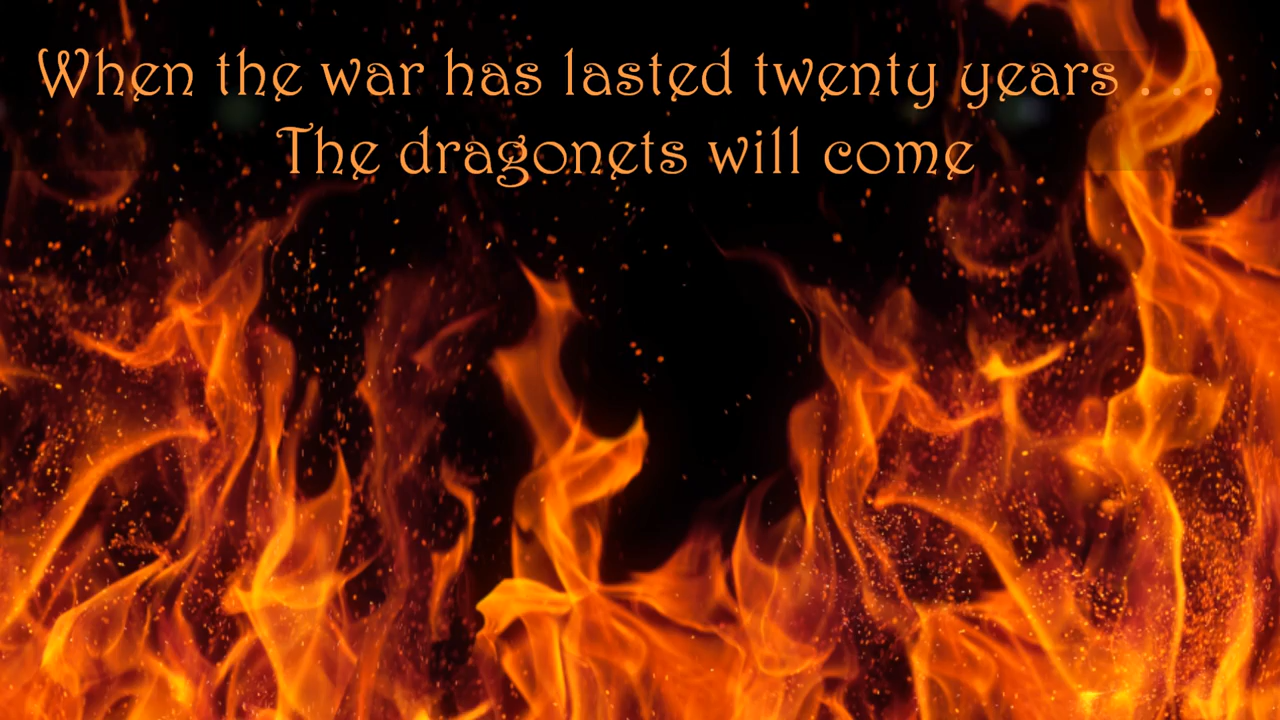 When the war has lasted twenty years . . .
The dragonets will come